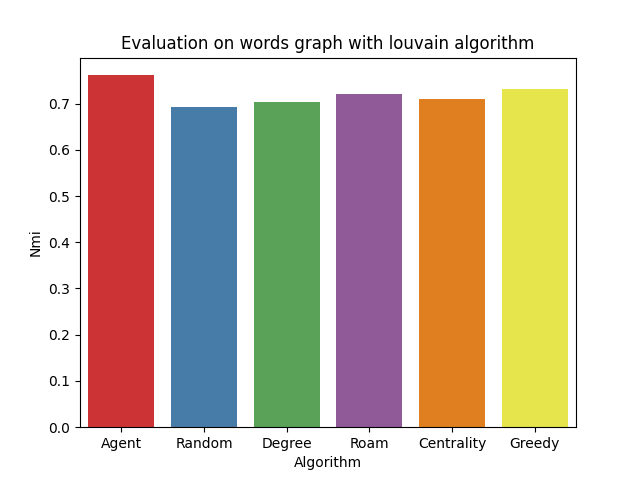 Evaluation on words graph with louvain algorithm
0.7
0.6
0.5
0.4
0.3
0.2
0.1
0.0
Nmi
Agent Random Degree Roam Centrality Greedy
Algorithm